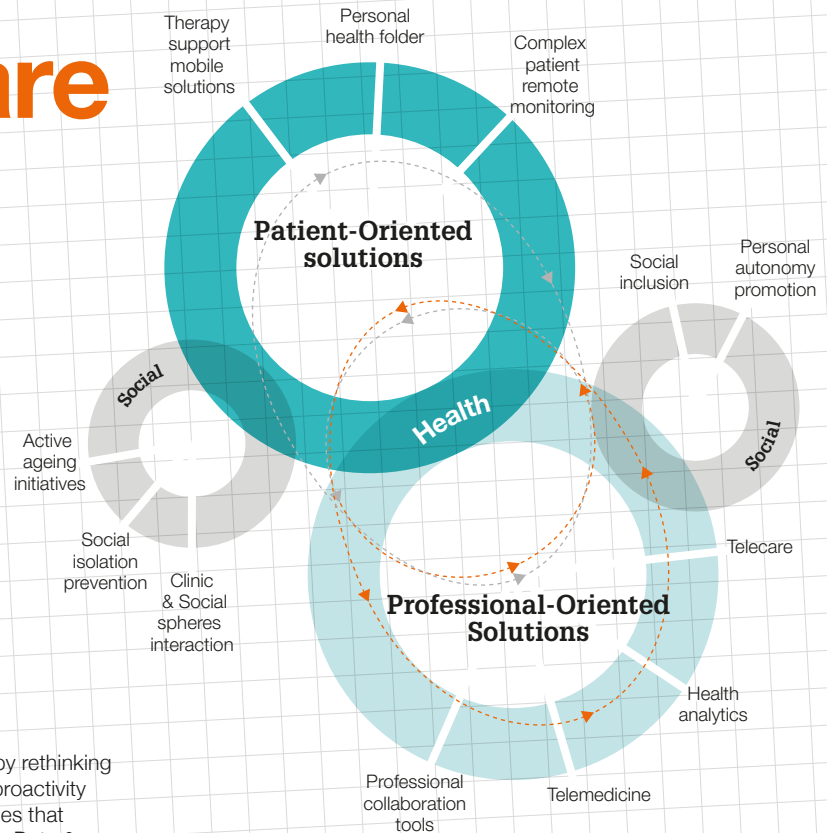 Therapy
support
mobile
solutions
Personal
health folder
Complex
patient
remote
monitoring
are
Patient-Oriented
solutions
Social
inclusion
Personal
autonomy
promotion
Social
Health
Social
Active
ageing
initiatives
Social
isolation
prevention
Clinic
& Social
spheres
interaction
Telecare
Professional-Oriented
Solutions
Health
analytics
Professional
collaboration
tools
Telemedicine
by rethinking
proactivity
es that